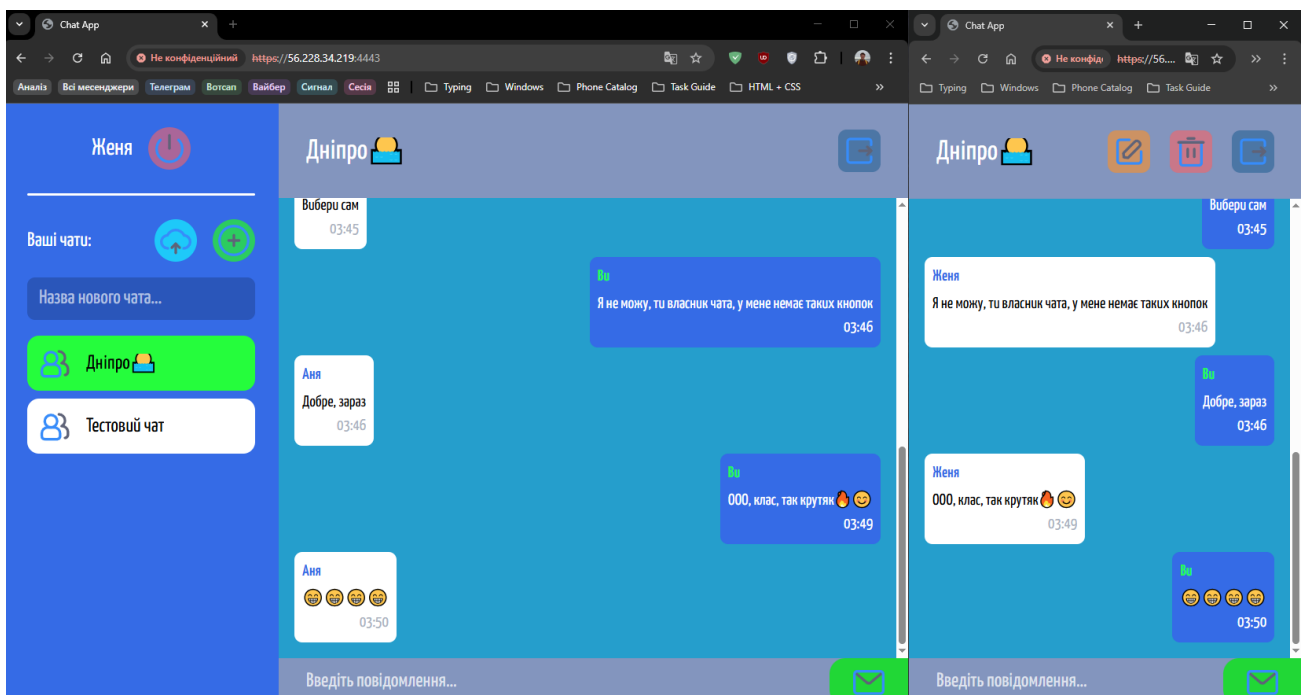 Chat App
Не конфіденційний https://56.228.34.219:4443
Аналіз Всі месенджери Телеграм Вотсап Вайбер Сигнал Сесія Typing Windows Phone Catalog Task Guide HTML + CSS »
Женя
Ваші чати:
Назва нового чата...
Дніпро
Тестовий чат
Дніпро
Вибери сам
03:45
Ви
Я не можу, ти власник чата, у мене немає таких кнопок
03:46
Аня
Добре, зараз
03:46
Ви
ООО, клас, так крутяк🔥😊
03:49
Аня
😁😁😁😁
03:50
Введіть повідомлення...
Chat App
Не конфіді https://56....
Typing Windows Phone Catalog Task Guide »
Дніпро
Вибери сам
03:45
Женя
Я не можу, ти власник чата, у мене немає таких кнопок
03:46
Ви
Добре, зараз
03:46
Женя
ООО, клас, так крутяк🔥😊
03:49
Ви
😁😁😁😁
03:50
Введіть повідомлення...